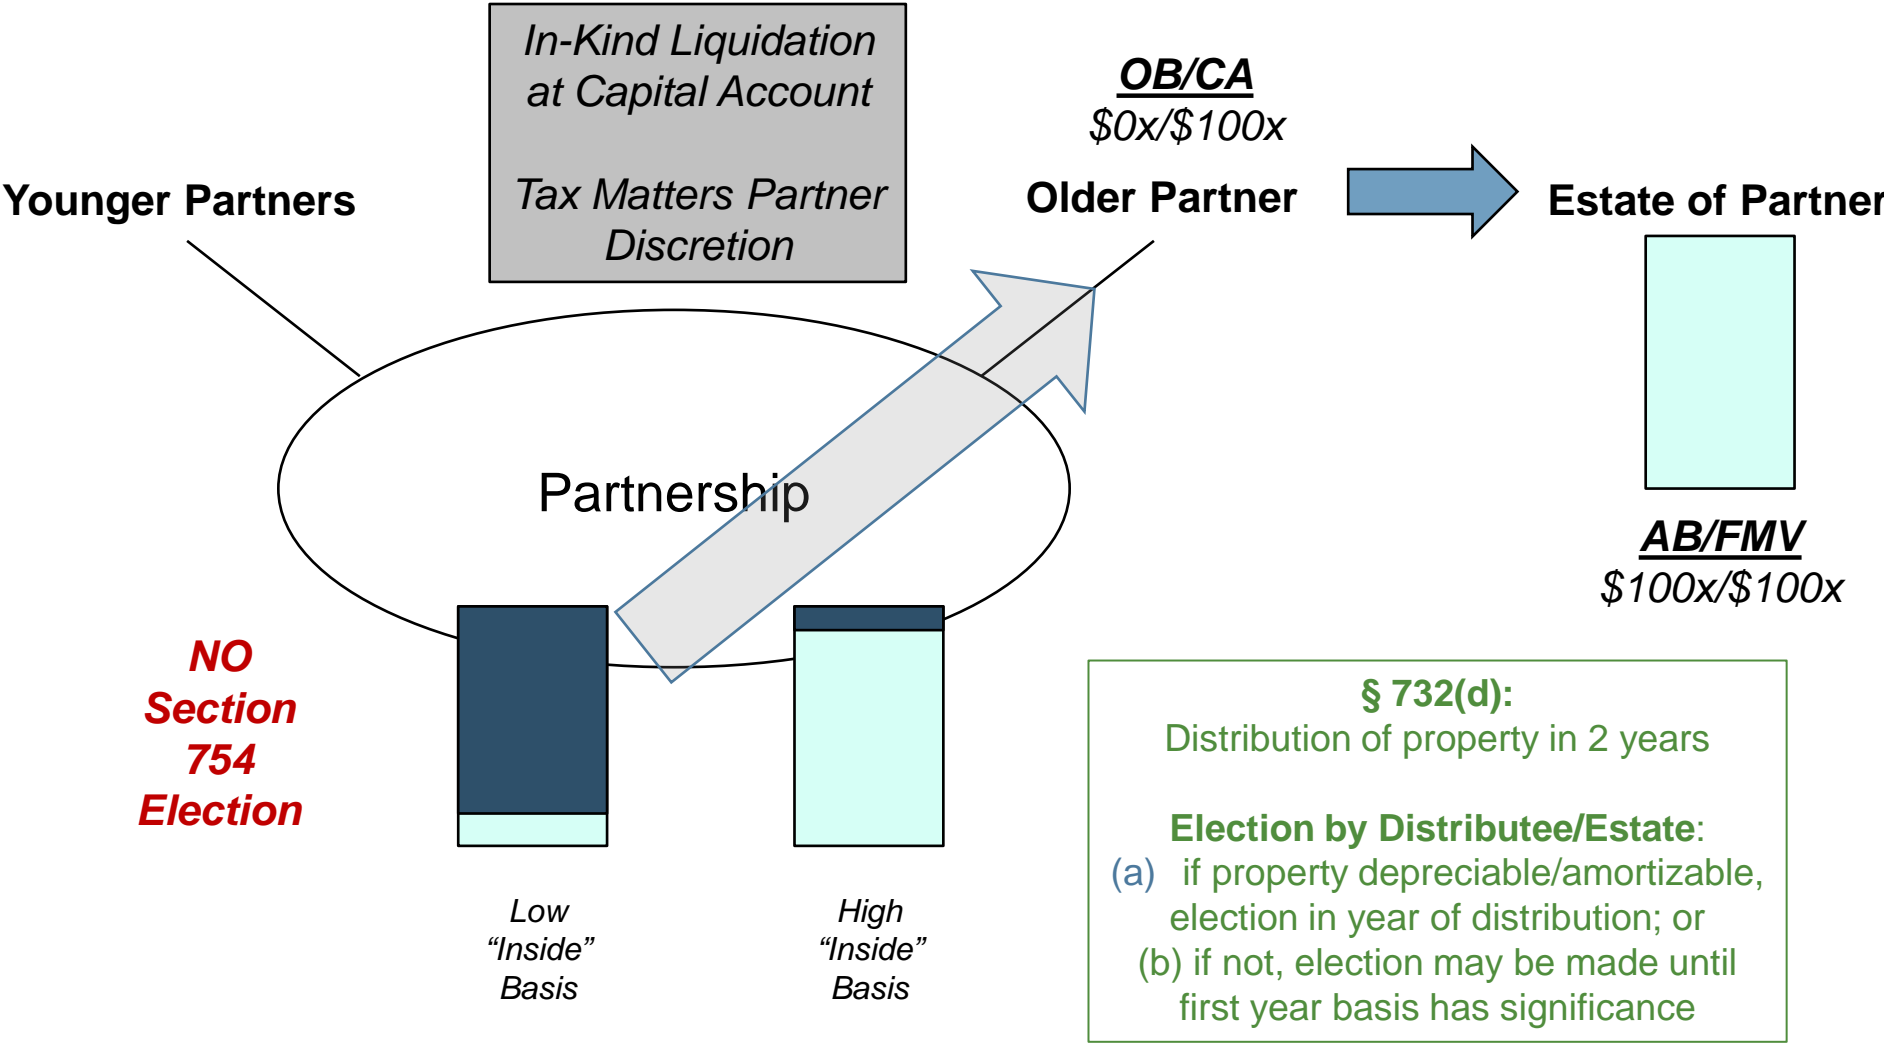 In-Kind Liquidation
at Capital Account
Tax Matters Partner
Discretion
OB/CA
$0x/$100x
Younger Partners
Older Partner
Estate of Partner
Partnership
AB/FMV
$100x/$100x
NO
Section
754
Election
Low
“Inside”
Basis
High
“Inside”
Basis
§ 732(d):
Distribution of property in 2 years
Election by Distributee/Estate:
(a) if property depreciable/amortizable,
election in year of distribution; or
(b) if not, election may be made until
first year basis has significance